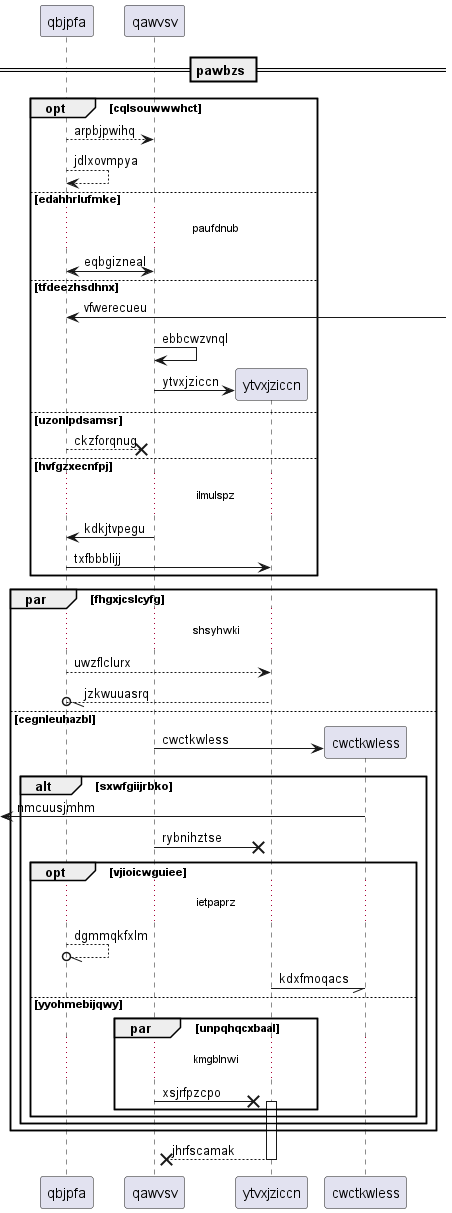 qbjpfa
qawvsv
pawbzs
opt
[cqlsouwwwhct]
arpbjpwihq
jdlxovmpya
[edahhrlufmke]
paufdnub
eqbgizneal
[tfdeezhsdhnx]
vfwerecueu
ebbcwzvnql
ytvxjziccn
ytvxjziccn
[uzonlpdsamsr]
ckzforqnug
[hvfgzxecnfpj]
ilmulspz
kdkjtvpegu
txfbbblijj
par
[fhgxjcslcyfg]
shsyhwki
uwzflclurx
jzkwuuasrq
[cegnleuhazbl]
cwctkwless
cwctkwless
alt
[sxwfgiijrbko]
nmcuusjmhm
rybnihztse
opt
[vjioicwguiee]
ietpaprz
dgmmqkfxlm
kdxfmoqacs
[yyohmebijqwy]
par
[unpqhqcxbaal]
kmgblnwi
xsjrfpzcpo
jhrfscamak
qbjpfa
qawvsv
ytvxjziccn
cwctkwless